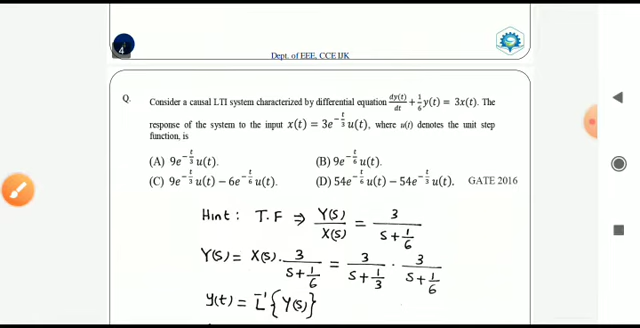 4
Dept. of EEE, CCE IJK
Q. Consider a causal LTI system characterized by differential equation dy(t)/dt + 1/6 y(t) = 3x(t). The
response of the system to the input x(t) = 3e^(-t/3) u(t), where u(t) denotes the unit step
function, is
(A) 9e^(-t/3) u(t). (B) 9e^(-t/6) u(t).
(C) 9e^(-t/3) u(t) − 6e^(-t/6) u(t). (D) 54e^(-t/6) u(t) − 54e^(-t/3) u(t). GATE 2016
Hint : T.F ⇒ Y(s)/X(s) = 3/(s+1/6)
Y(s) = X(s) · 3/(s+1/6) = 3/(s+1/3) · 3/(s+1/6)
y(t) = L⁻¹{Y(s)}